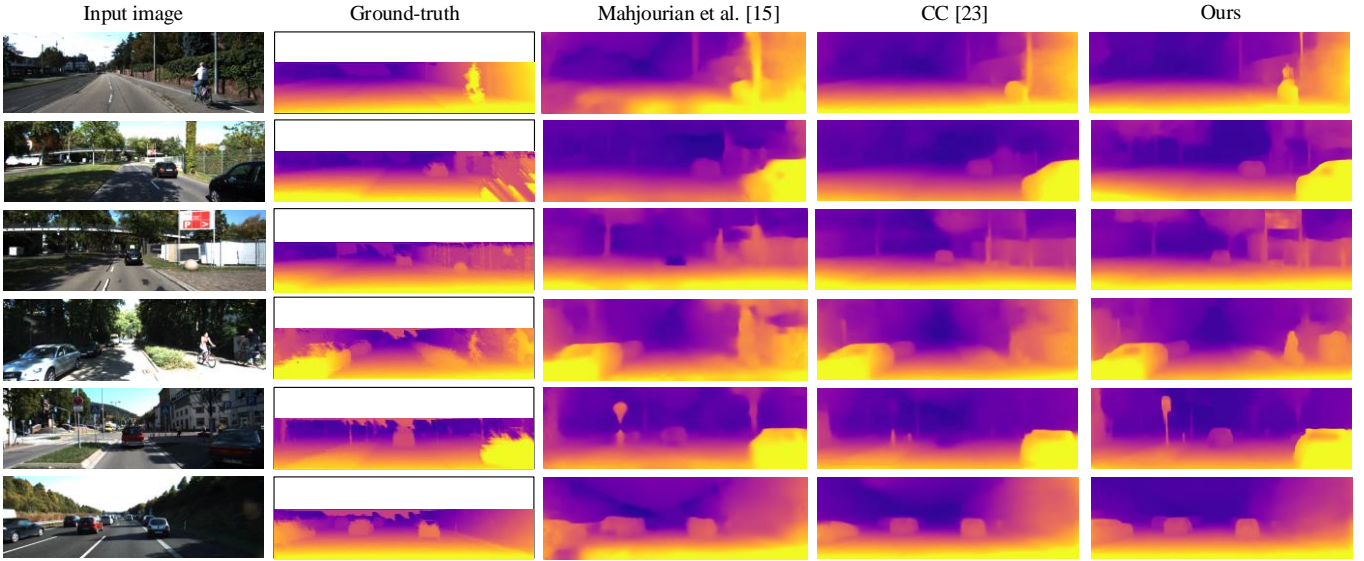 Input image
Ground-truth
Mahjourian et al. [15]
CC [23]
Ours
P